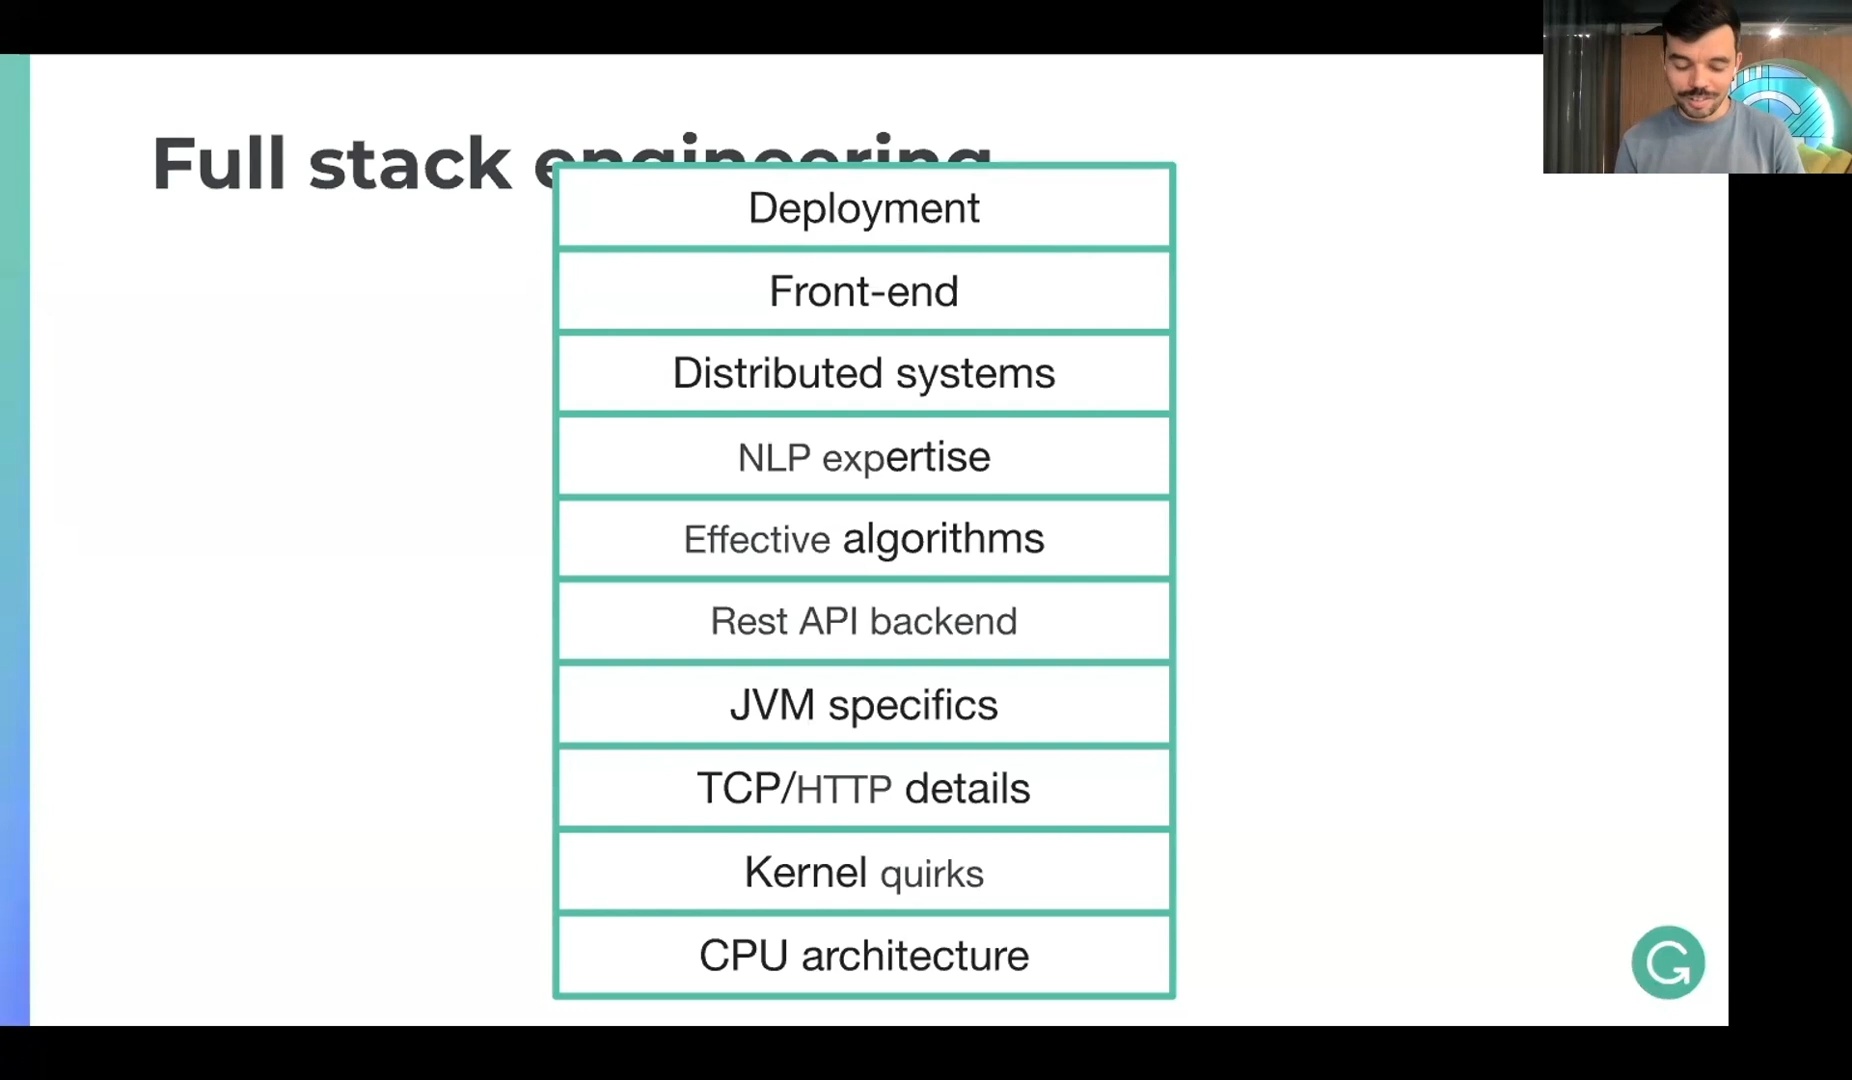 Full stack engineering
Deployment
Front-end
Distributed systems
NLP expertise
Effective algorithms
Rest API backend
JVM specifics
TCP/HTTP details
Kernel quirks
CPU architecture